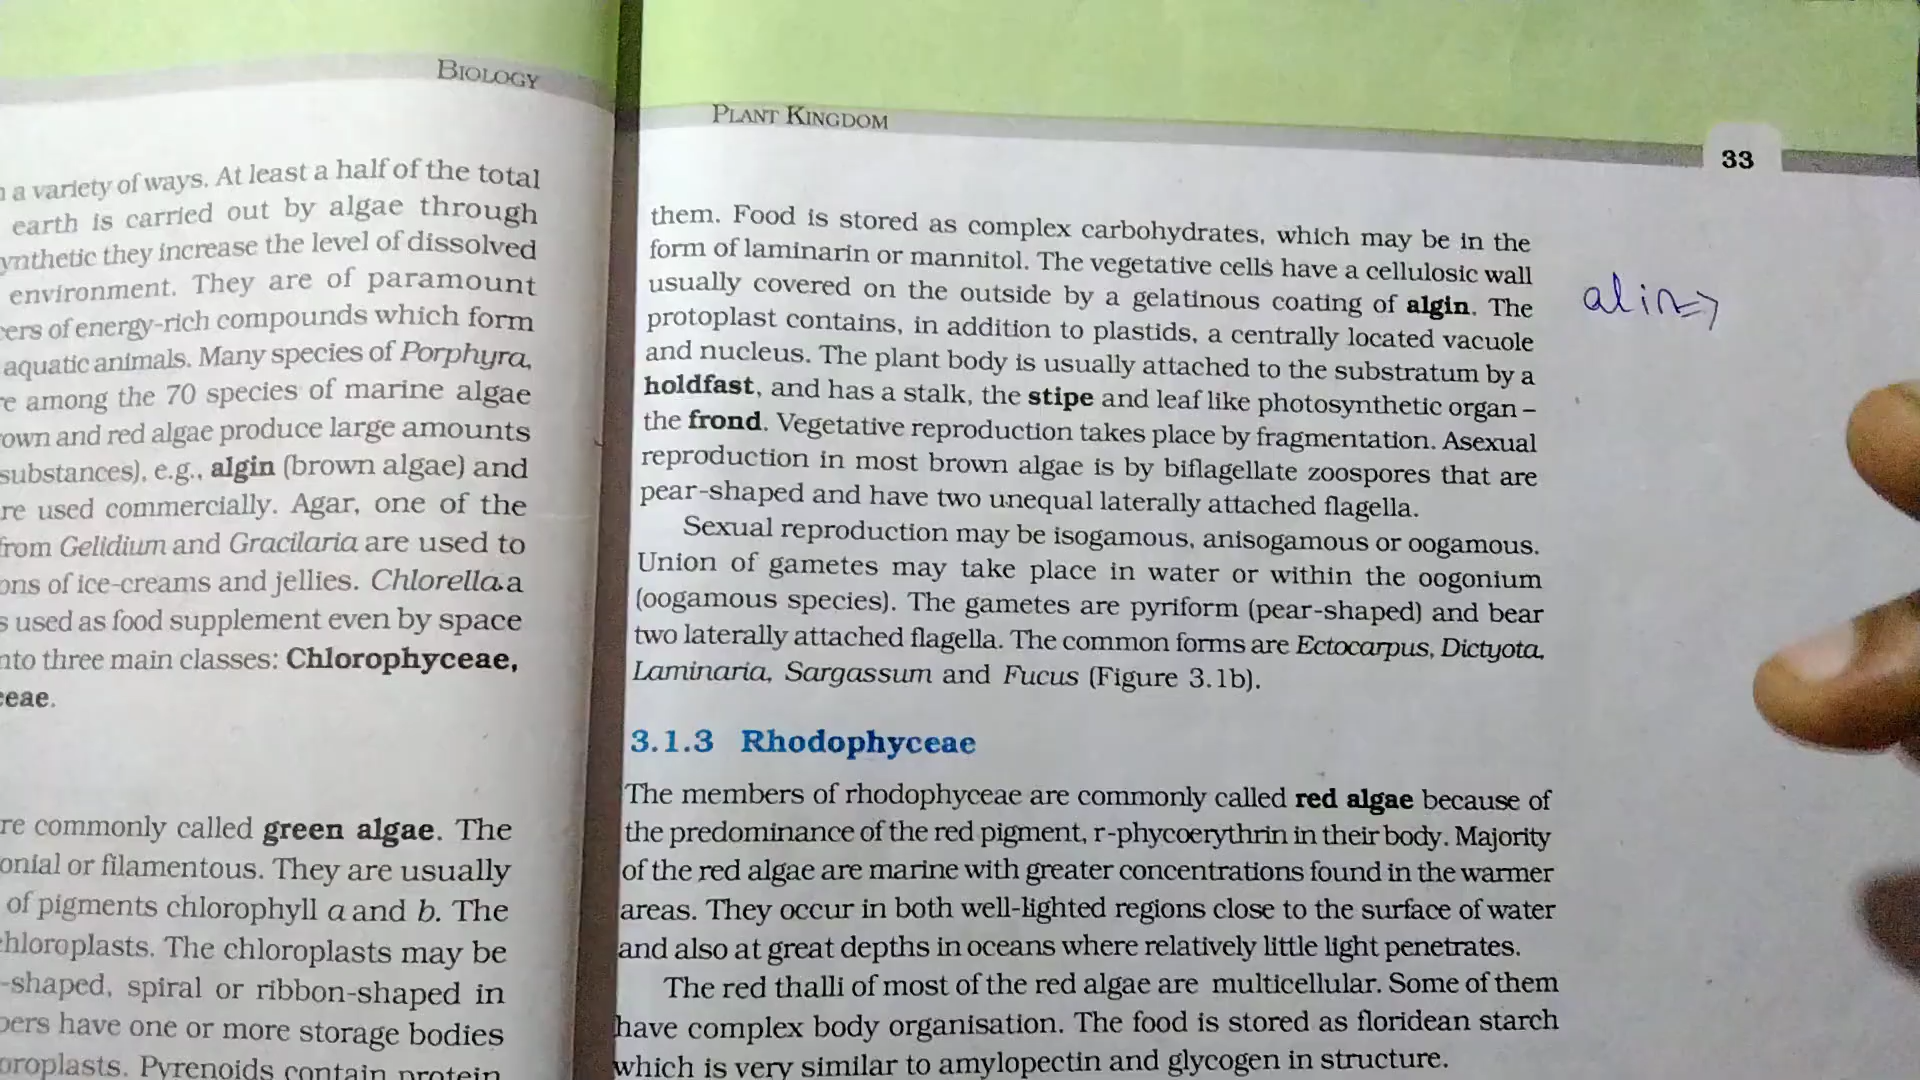 BIOLOGY
a variety of ways. At least a half of the total
earth is carried out by algae through
ynthetic they increase the level of dissolved
environment. They are of paramount
ers of energy-rich compounds which form
aquatic animals. Many species of Porphyra,
e among the 70 species of marine algae
own and red algae produce large amounts
substances), e.g., algin (brown algae) and
re used commercially. Agar, one of the
from Gelidium and Gracilaria are used to
ons of ice-creams and jellies. Chlorella a
s used as food supplement even by space
nto three main classes: Chlorophyceae,
eae.
re commonly called green algae. The
onial or filamentous. They are usually
of pigments chlorophyll a and b. The
chloroplasts. The chloroplasts may be
-shaped, spiral or ribbon-shaped in
bers have one or more storage bodies
oroplasts. Pyrenoids contain protein
PLANT KINGDOM
33
them. Food is stored as complex carbohydrates, which may be in the
form of laminarin or mannitol. The vegetative cells have a cellulosic wall
usually covered on the outside by a gelatinous coating of algin. The
protoplast contains, in addition to plastids, a centrally located vacuole
and nucleus. The plant body is usually attached to the substratum by a
holdfast, and has a stalk, the stipe and leaf like photosynthetic organ –
the frond. Vegetative reproduction takes place by fragmentation. Asexual
reproduction in most brown algae is by biflagellate zoospores that are
pear-shaped and have two unequal laterally attached flagella.
Sexual reproduction may be isogamous, anisogamous or oogamous.
Union of gametes may take place in water or within the oogonium
(oogamous species). The gametes are pyriform (pear-shaped) and bear
two laterally attached flagella. The common forms are Ectocarpus, Dictyota,
Laminaria, Sargassum and Fucus (Figure 3.1b).
3.1.3 Rhodophyceae
The members of rhodophyceae are commonly called red algae because of
the predominance of the red pigment, r-phycoerythrin in their body. Majority
of the red algae are marine with greater concentrations found in the warmer
areas. They occur in both well-lighted regions close to the surface of water
and also at great depths in oceans where relatively little light penetrates.
The red thalli of most of the red algae are multicellular. Some of them
have complex body organisation. The food is stored as floridean starch
which is very similar to amylopectin and glycogen in structure.